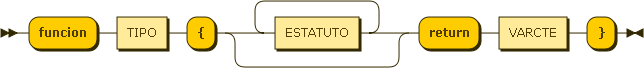 funcion TIPO { ESTATUTO return VARCTE }